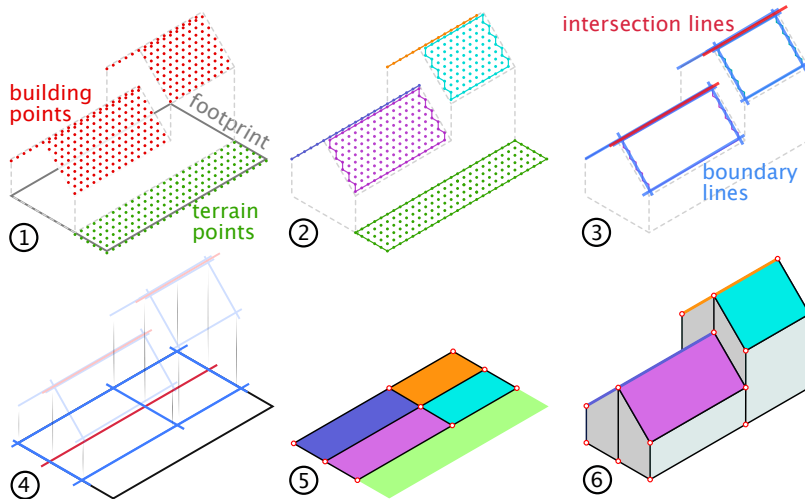 building
points
footprint
terrain
points
1
2
intersection lines
boundary
lines
3
4
5
6